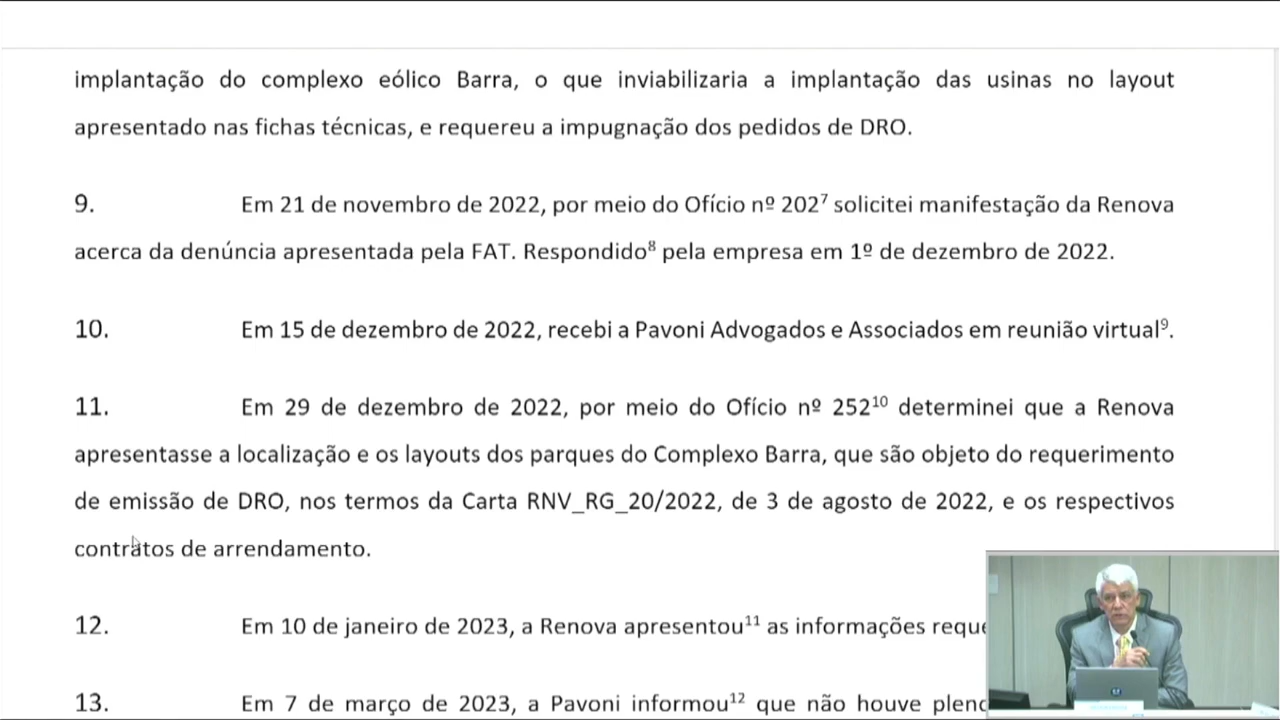 implantação do complexo eólico Barra, o que inviabilizaria a implantação das usinas no layout
apresentado nas fichas técnicas, e requereu a impugnação dos pedidos de DRO.
9. Em 21 de novembro de 2022, por meio do Ofício nº 202⁷ solicitei manifestação da Renova
acerca da denúncia apresentada pela FAT. Respondido⁸ pela empresa em 1º de dezembro de 2022.
10. Em 15 de dezembro de 2022, recebi a Pavoni Advogados e Associados em reunião virtual⁹.
11. Em 29 de dezembro de 2022, por meio do Ofício nº 252¹⁰ determinei que a Renova
apresentasse a localização e os layouts dos parques do Complexo Barra, que são objeto do requerimento
de emissão de DRO, nos termos da Carta RNV_RG_20/2022, de 3 de agosto de 2022, e os respectivos
contratos de arrendamento.
12. Em 10 de janeiro de 2023, a Renova apresentou¹¹ as informações
13. Em 7 de março de 2023, a Pavoni informou¹² que não houve